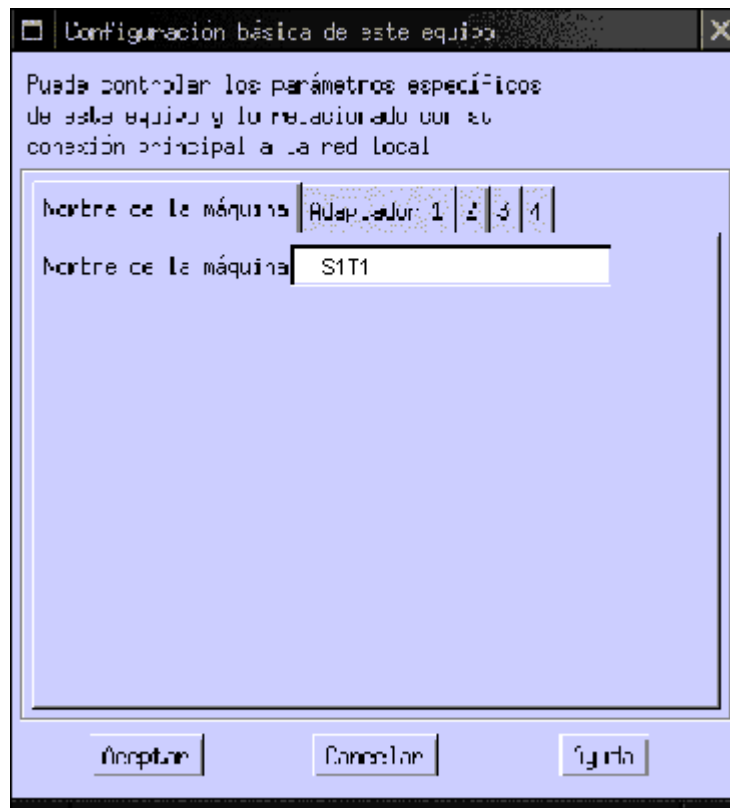 Configuración básica de este equipo
Puede controlar los parámetros específicos
de este equipo y lo relacionado con su
conexión principal a la red local
Nombre de la máquina Adaptador 1 2 3 4
Nombre de la máquina S1T1
Aceptar Cancelar Ayuda